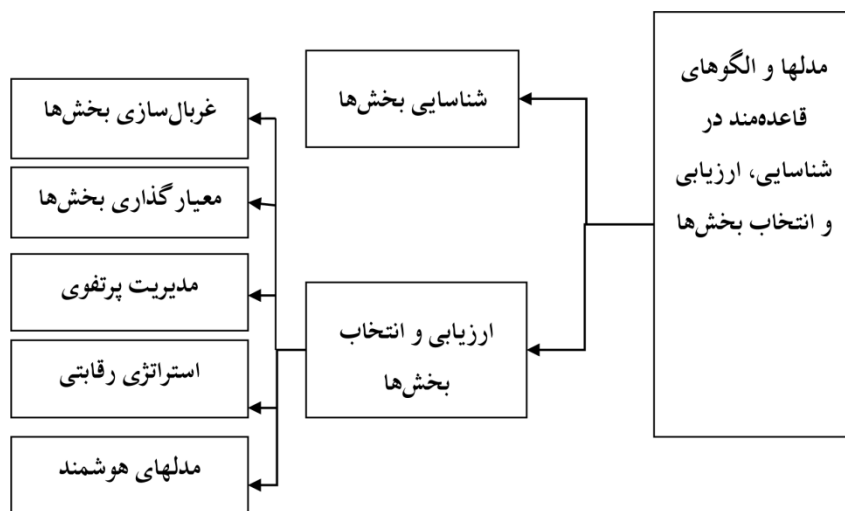 مدلها و الگوهای
قاعده‌مند در
شناسایی، ارزیابی
و انتخاب بخش‌ها
شناسایی بخش‌ها
ارزیابی و انتخاب
بخش‌ها
غربال‌سازی بخش‌ها
معیارگذاری بخش‌ها
مدیریت پرتفوی
استراتژی رقابتی
مدلهای هوشمند